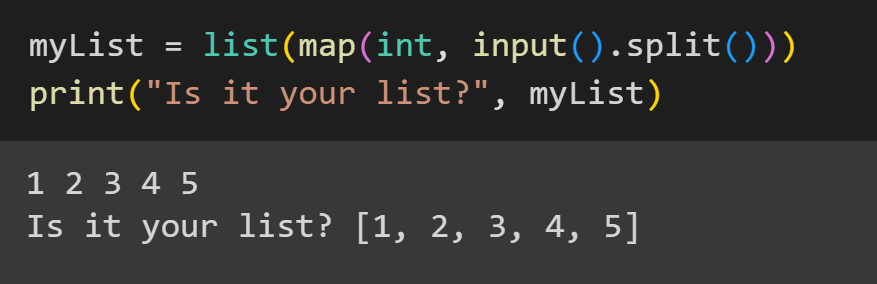 myList = list(map(int, input().split()))
print("Is it your list?", myList)
1 2 3 4 5
Is it your list? [1, 2, 3, 4, 5]